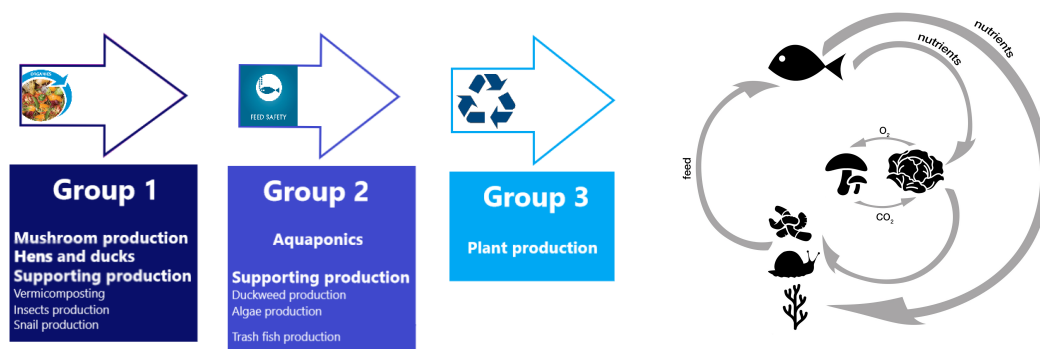 ORGANIC
FEED SAFETY
Group 1
Mushroom production
Hens and ducks
Supporting production
Vermicomposting
Insects production
Snail production
Group 2
Aquaponics
Supporting production
Duckweed production
Algae production
Trash fish production
Group 3
Plant production
nutrients
nutrients
O2
CO2
feed